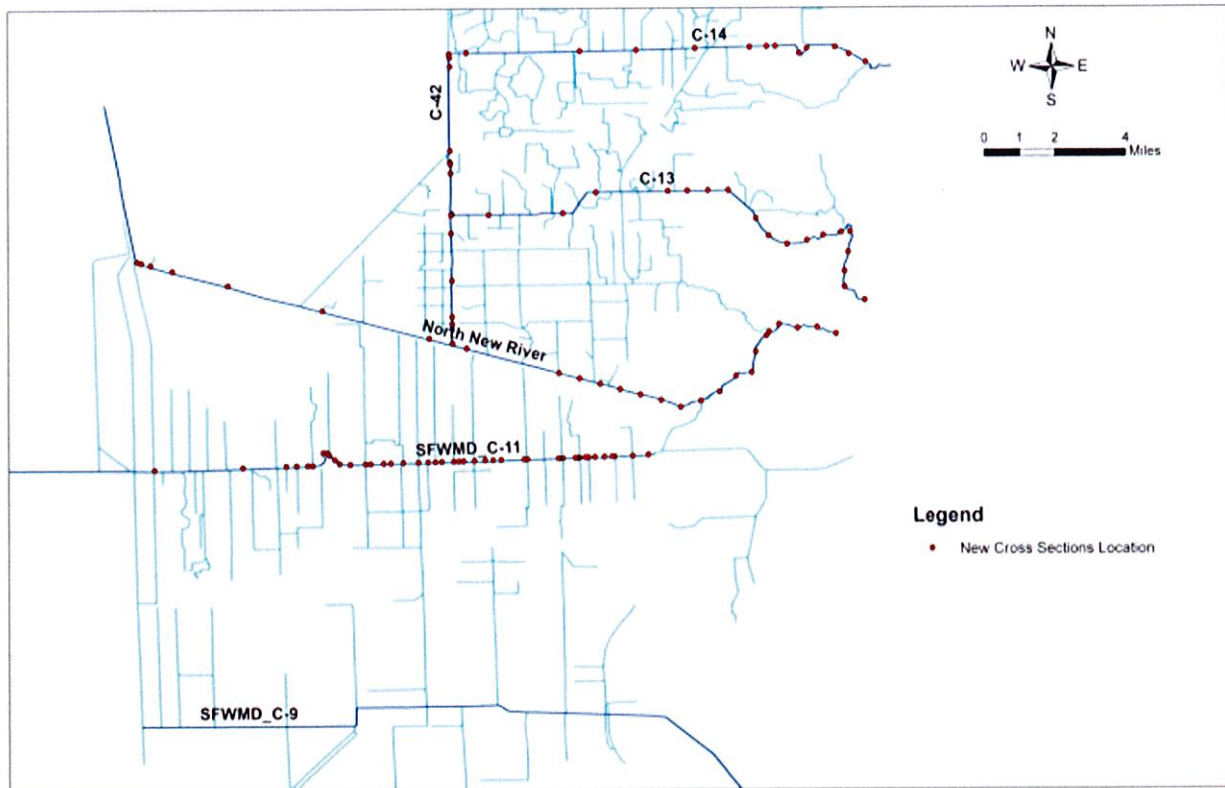 C-14
N
W E
S
C-42
0 1 2 4
Miles
C-13
North New River
SFWMD_C-11
Legend
New Cross Sections Location
SFWMD_C-9